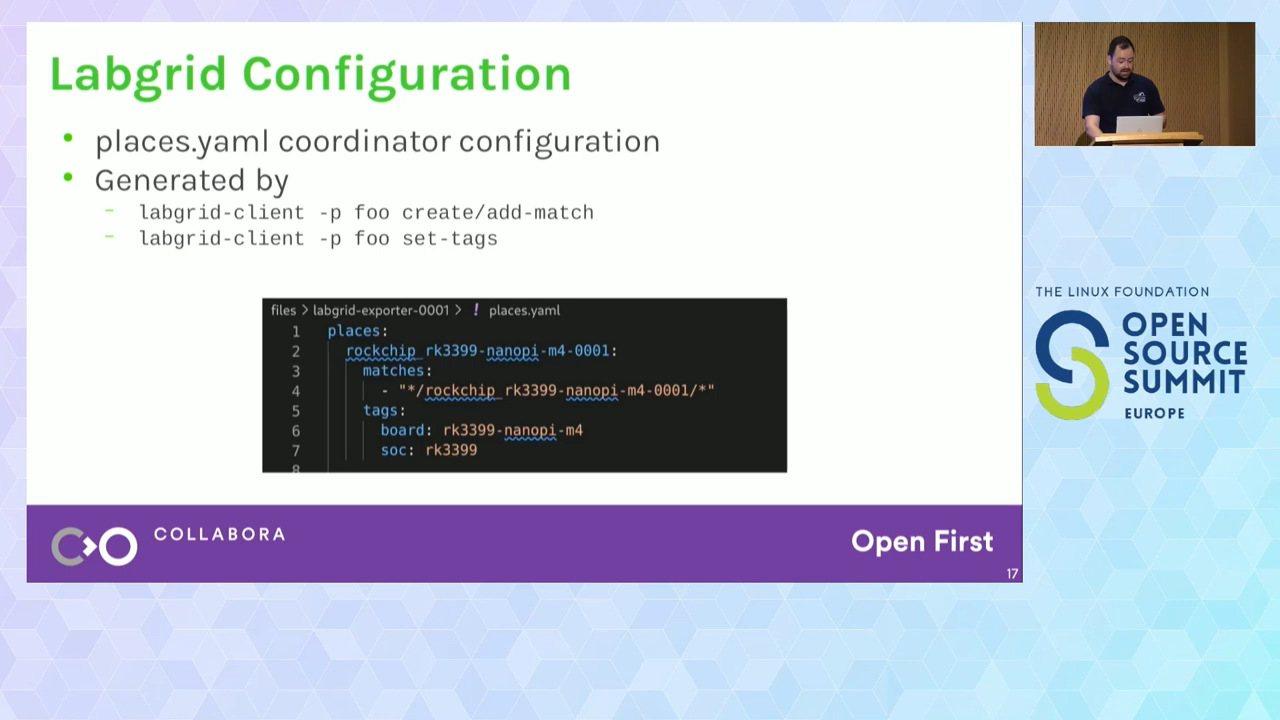 Labgrid Configuration
• places.yaml coordinator configuration
• Generated by
– labgrid-client -p foo create/add-match
– labgrid-client -p foo set-tags
files > labgrid-exporter-0001 > ! places.yaml
1 places:
2 rockchip_rk3399-nanopi-m4-0001:
3 matches:
4 - "*/rockchip_rk3399-nanopi-m4-0001/*"
5 tags:
6 board: rk3399-nanopi-m4
7 soc: rk3399
8
COLLABORA
Open First
17
THE LINUX FOUNDATION
OPEN
SOURCE
SUMMIT
EUROPE